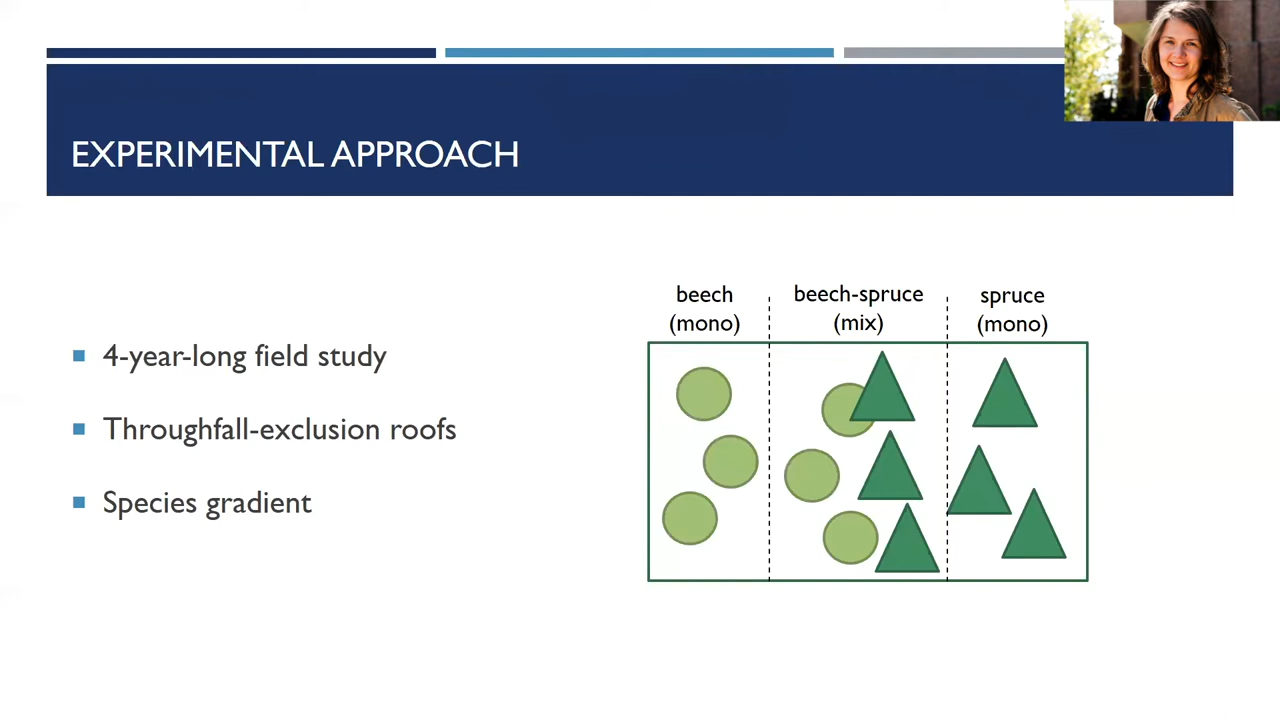 EXPERIMENTAL APPROACH
4-year-long field study
Throughfall-exclusion roofs
Species gradient
beech
(mono)
beech-spruce
(mix)
spruce
(mono)